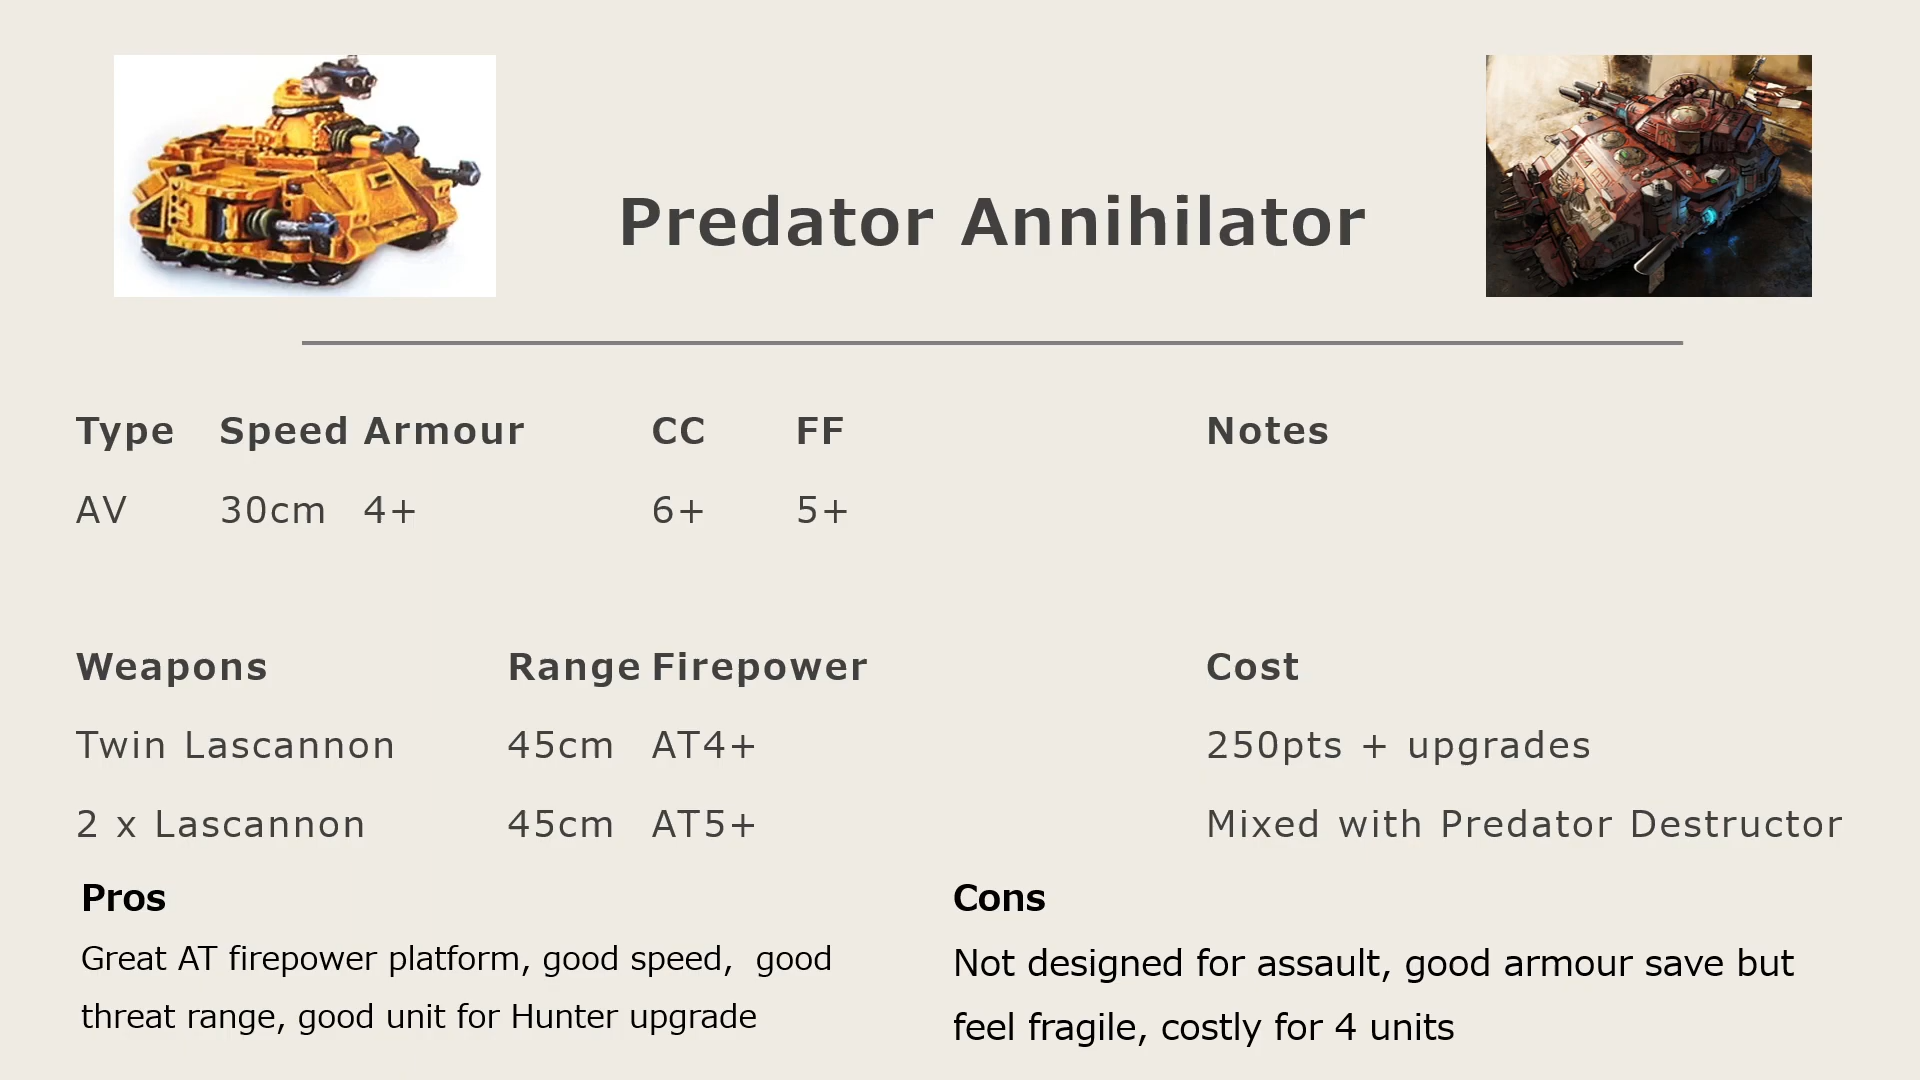 Predator Annihilator
Type Speed Armour CC FF Notes
AV 30cm 4+ 6+ 5+
Weapons Range Firepower Cost
Twin Lascannon 45cm AT4+ 250pts + upgrades
2 x Lascannon 45cm AT5+ Mixed with Predator Destructor
Pros
Great AT firepower platform, good speed,  good
threat range, good unit for Hunter upgrade
Cons
Not designed for assault, good armour save but
feel fragile, costly for 4 units